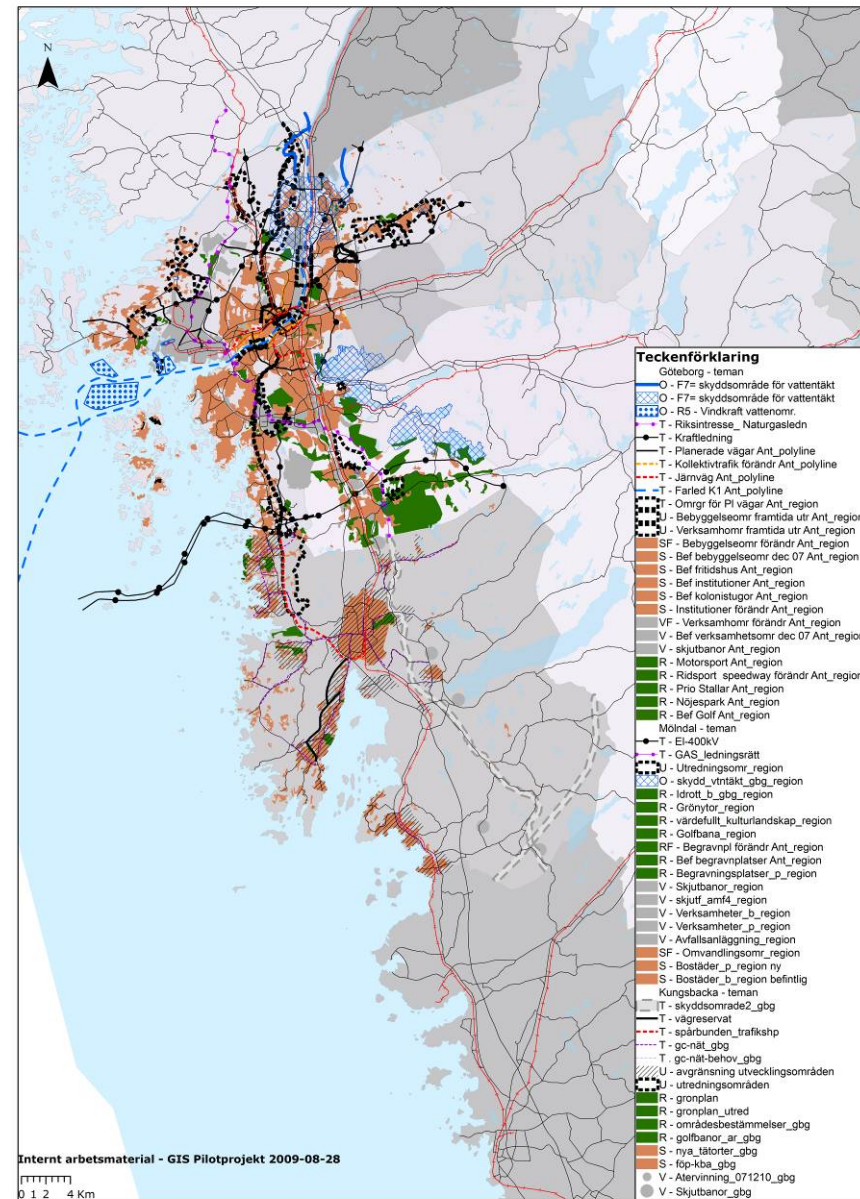 N
Teckenförklaring
Göteborg - teman
O - F7= skyddsområde för vattentäkt
O - F7= skyddsområde för vattentäkt
O - R5 - Vindkraft vattenomr.
T - Riksintresse_ Naturgasledn
T - Kraftledning
T - Planerade vägar Ant_polyline
T - Kollektivtrafik förändr Ant_polyline
T - Järnväg Ant_polyline
T - Farled K1 Ant_polyline
T - Omrgr för Pl vägar Ant_region
U - Bebyggelseomr framtida utr Ant_region
U - Verksamhomr framtida utr Ant_region
SF - Bebyggelseomr förändr Ant_region
S - Bef bebyggelseomr dec 07 Ant_region
S - Bef fritidshus Ant_region
S - Bef institutioner Ant_region
S - Bef kolonistugor Ant_region
S - Institutioner förändr Ant_region
VF - Verksamhomr förändr Ant_region
V - Bef verksamhetsomr dec 07 Ant_region
V - skjutbanor Ant_region
R - Motorsport Ant_region
R - Ridsport speedway förändr Ant_region
R - Prio Stallar Ant_region
R - Nöjespark Ant_region
R - Bef Golf Ant_region
Mölndal - teman
T - El-400kV
T - GAS_ledningsrätt
U - Utredningsomr_region
O - skydd_vtntäkt_gbg_region
R - Idrott_b_gbg_region
R - Grönytor_region
R - värdefullt_kulturlandskap_region
R - Golfbana_region
RF - Begravnpl förändr Ant_region
R - Bef begravnplatser Ant_region
R - Begravningsplatser_p_region
V - Skjutbanor_region
V - skjutf_amf4_region
V - Verksamheter_b_region
V - Verksamheter_p_region
V - Avfallsanläggning_region
SF - Omvandlingsomr_region
S - Bostäder_p_region ny
S - Bostäder_b_region befintlig
Kungsbacka - teman
T - skyddsomrade2_gbg
T - vägreservat
T - spårbunden_trafikshp
T - gc-nät_gbg
T . gc-nät-behov_gbg
U - avgränsning utvecklingsområden
U - utredningsområden
R - gronplan
R - gronplan_utred
R - områdesbestämmelser_gbg
R - golfbanor_ar_gbg
S - nya_tätorter_gbg
S - föp-kba_gbg
V - Atervinning_071210_gbg
V - Skjutbanor_gbg
Internt arbetsmaterial - GIS Pilotprojekt 2009-08-28
0 1 2 4 Km